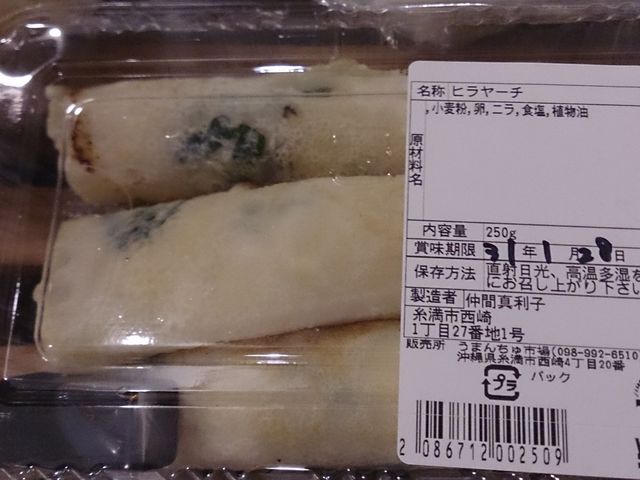 名称 ヒラヤーチ
原材料名 ,小麦粉,卵,ニラ,食塩,植物油
内容量 250g
賞味期限 31年1月28日
保存方法 直射日光、高温多湿を
にお召し上がり下さい
製造者 仲間真利子
糸満市西崎
1丁目27番地1号
販売所 うまんちゅ市場(098-992-6510)
沖縄県糸満市西崎4丁目20番
プラ パック
2 086712 002509